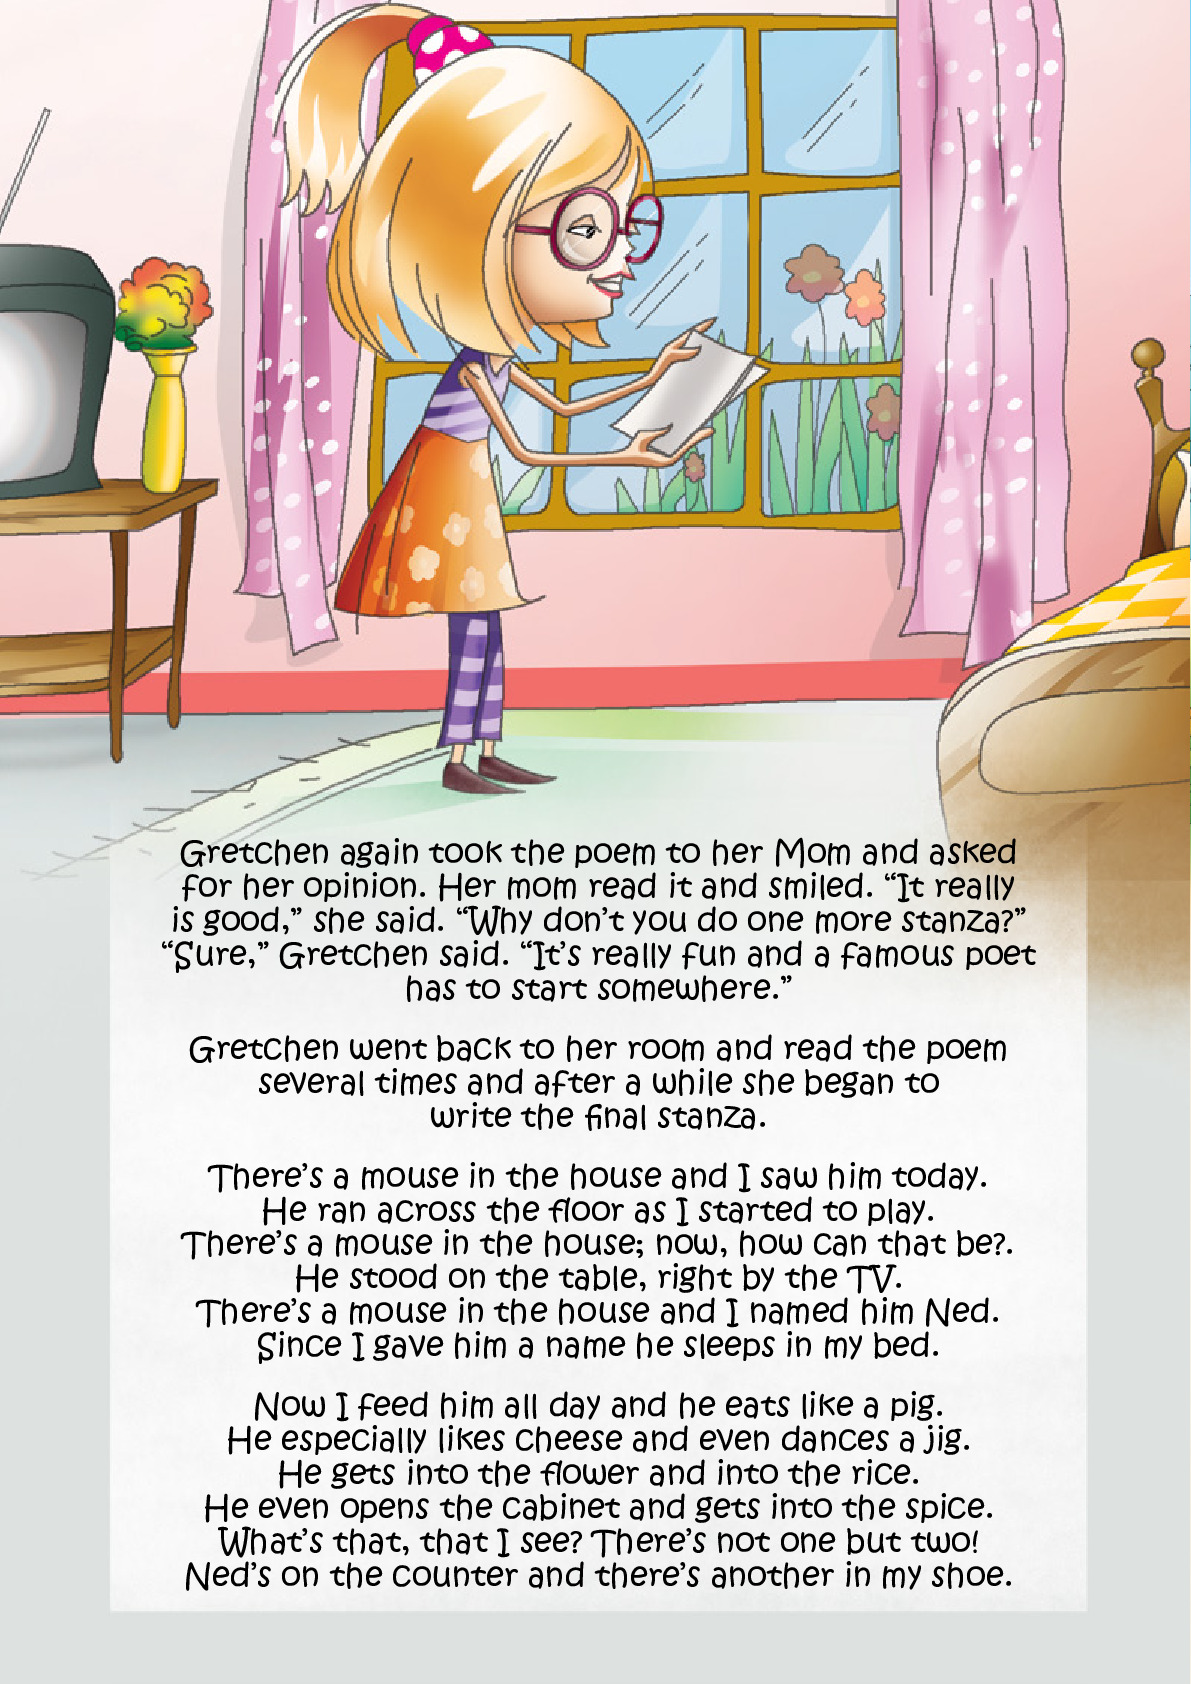 Gretchen again took the poem to her Mom and asked
for her opinion. Her mom read it and smiled. “It really
is good,” she said. “Why don’t you do one more stanza?”
“Sure,” Gretchen said. “It’s really fun and a famous poet
has to start somewhere.”
Gretchen went back to her room and read the poem
several times and after a while she began to
write the final stanza.
There’s a mouse in the house and I saw him today.
He ran across the floor as I started to play.
There’s a mouse in the house; now, how can that be?.
He stood on the table, right by the TV.
There’s a mouse in the house and I named him Ned.
Since I gave him a name he sleeps in my bed.
Now I feed him all day and he eats like a pig.
He especially likes cheese and even dances a jig.
He gets into the flower and into the rice.
He even opens the cabinet and gets into the spice.
What’s that, that I see? There’s not one but two!
Ned’s on the counter and there’s another in my shoe.